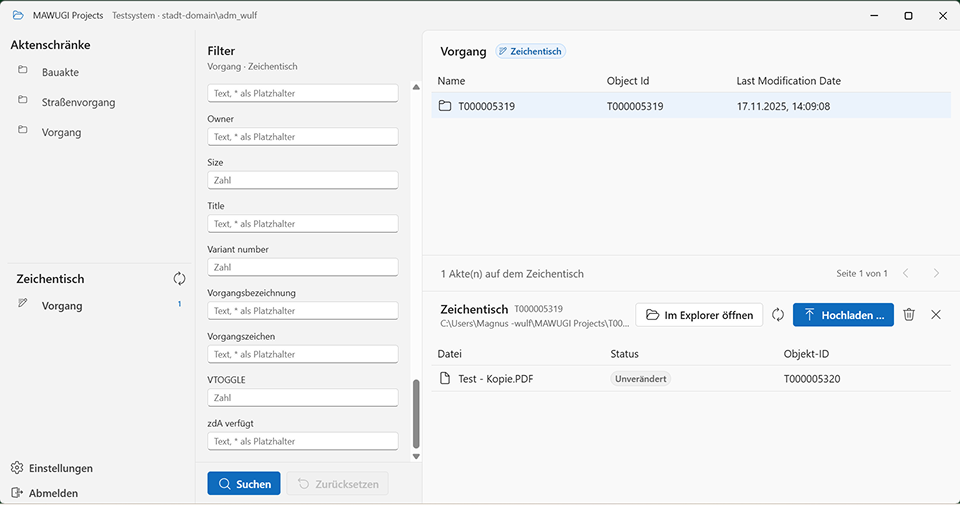 MAWUGI Projects Testsystem · stadt-domain\adm_wulf
Aktenschränke
Bauakte
Straßenvorgang
Vorgang
Zeichentisch
Vorgang 1
Einstellungen
Abmelden
Filter
Vorgang · Zeichentisch
Text, * als Platzhalter
Owner
Text, * als Platzhalter
Size
Zahl
Title
Text, * als Platzhalter
Variant number
Zahl
Vorgangsbezeichnung
Text, * als Platzhalter
Vorgangszeichen
Text, * als Platzhalter
VTOGGLE
Zahl
zdA verfügt
Text, * als Platzhalter
Suchen Zurücksetzen
Vorgang Zeichentisch
Name Object Id Last Modification Date
T000005319 T000005319 17.11.2025, 14:09:08
1 Akte(n) auf dem Zeichentisch Seite 1 von 1
Zeichentisch T000005319
C:\Users\Magnus -wulf\MAWUGI Projects\T00...
Im Explorer öffnen Hochladen ...
Datei Status Objekt-ID
Test - Kopie.PDF Unverändert T000005320